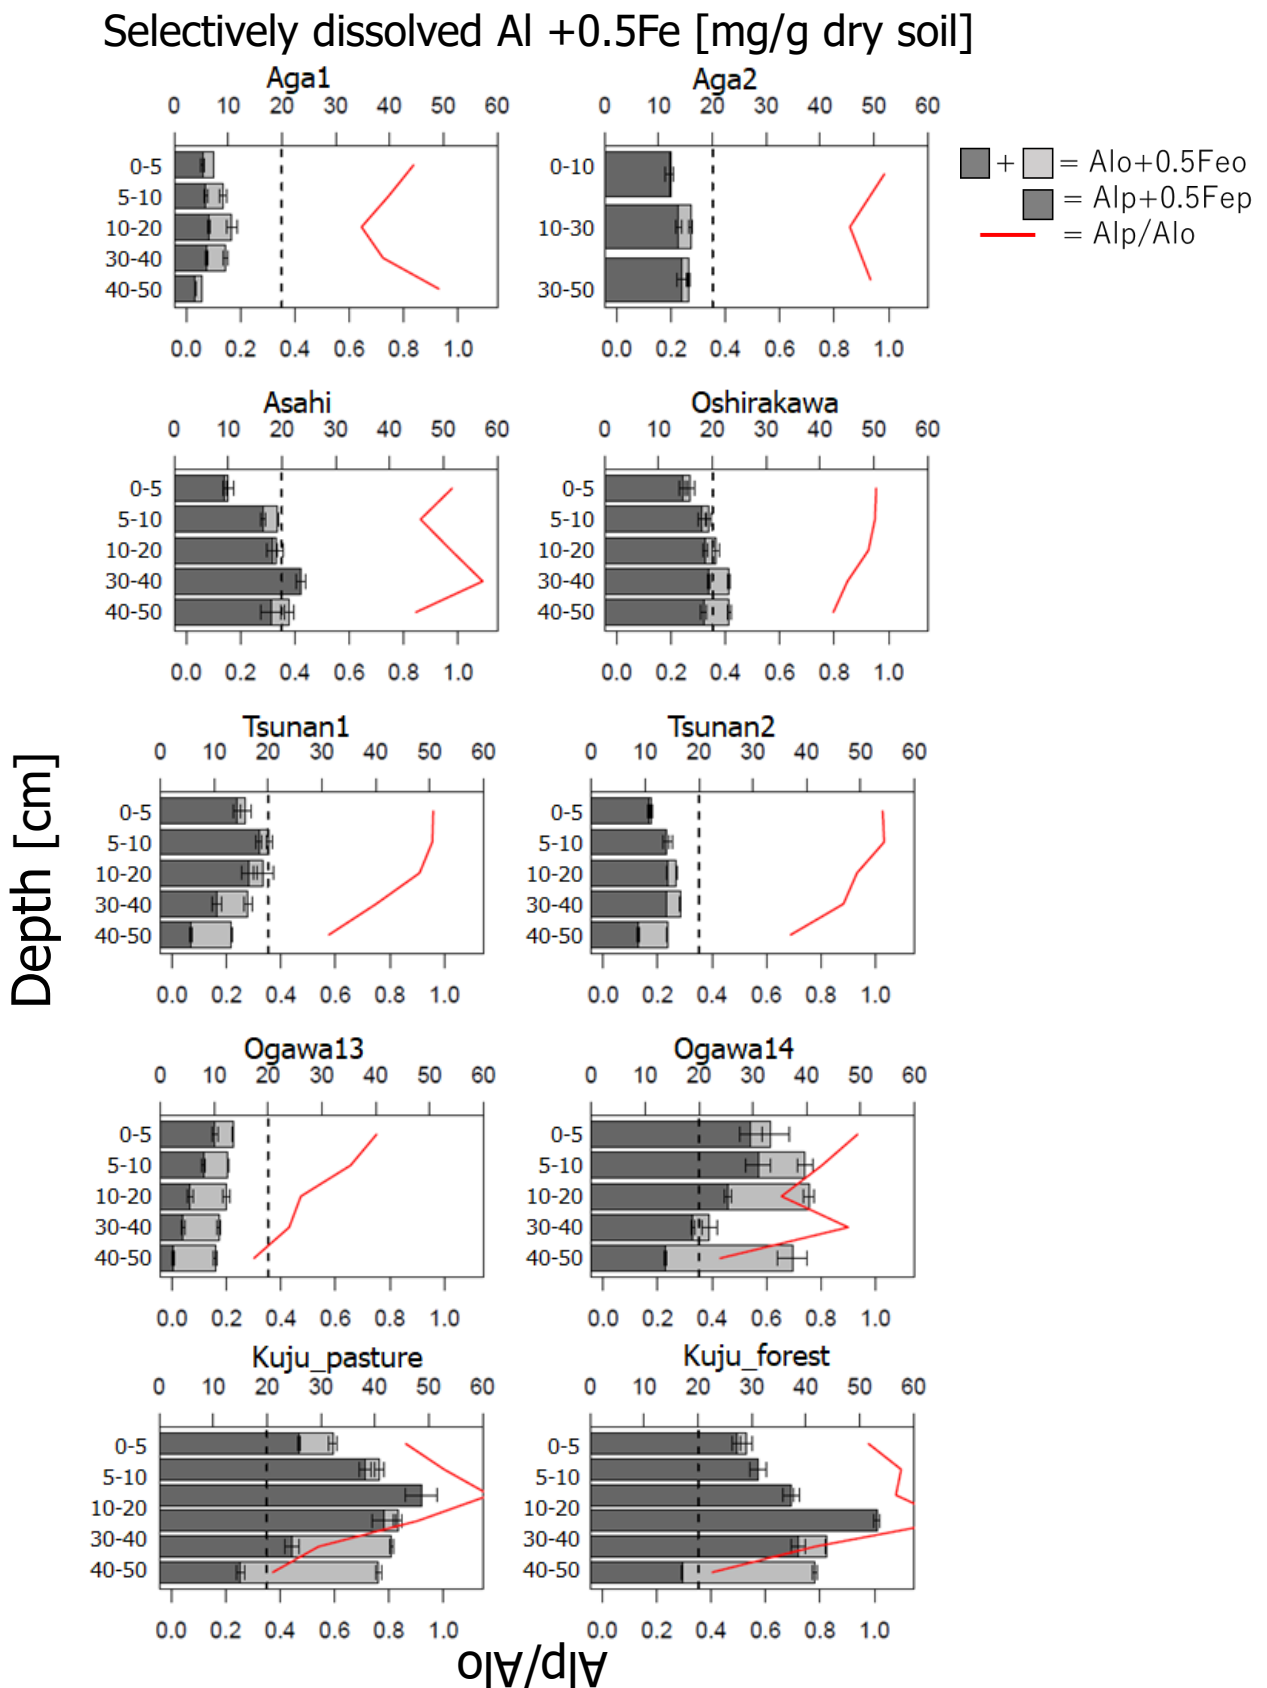 Selectively dissolved Al +0.5Fe [mg/g dry soil]
Aga1
0 10 20 30 40 50 60
0-5
5-10
10-20
30-40
40-50
0.0 0.2 0.4 0.6 0.8 1.0
Aga2
0 10 20 30 40 50 60
0-10
10-30
30-50
0.0 0.2 0.4 0.6 0.8 1.0
+ = Alo+0.5Feo
= Alp+0.5Fep
= Alp/Alo
Asahi
0 10 20 30 40 50 60
0-5
5-10
10-20
30-40
40-50
0.0 0.2 0.4 0.6 0.8 1.0
Oshirakawa
0 10 20 30 40 50 60
0-5
5-10
10-20
30-40
40-50
0.0 0.2 0.4 0.6 0.8 1.0
Depth [cm]
Tsunan1
0 10 20 30 40 50 60
0-5
5-10
10-20
30-40
40-50
0.0 0.2 0.4 0.6 0.8 1.0
Tsunan2
0 10 20 30 40 50 60
0-5
5-10
10-20
30-40
40-50
0.0 0.2 0.4 0.6 0.8 1.0
Ogawa13
0 10 20 30 40 50 60
0-5
5-10
10-20
30-40
40-50
0.0 0.2 0.4 0.6 0.8 1.0
Ogawa14
0 10 20 30 40 50 60
0-5
5-10
10-20
30-40
40-50
0.0 0.2 0.4 0.6 0.8 1.0
Kuju_pasture
0 10 20 30 40 50 60
0-5
5-10
10-20
30-40
40-50
0.0 0.2 0.4 0.6 0.8 1.0
Kuju_forest
0 10 20 30 40 50 60
0-5
5-10
10-20
30-40
40-50
0.0 0.2 0.4 0.6 0.8 1.0
Alp/Alo